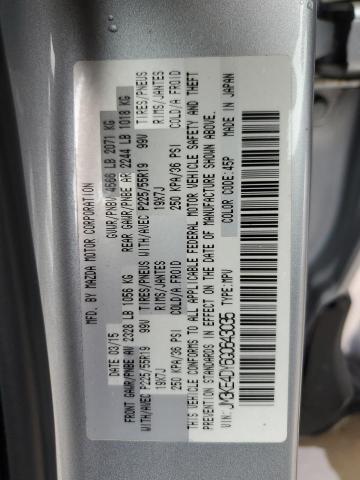 MFD. BY MAZDA MOTOR CORPORATION
DATE 03/15 GVWR/PNBV 4566 LB 2071 KG
FRONT GAWR/PNBE AV 2328 LB 1056 KG REAR GAWR/PNBE AR 2244 LB 1018 KG
WITH/AVEC P225/55R19 99V TIRES/PNEUS WITH/AVEC P225/55R19 99V TIRES/PNEUS
19X7J RIMS/JANTES 19X7J RIMS/JANTES
250 KPA/36 PSI COLD/A FROID 250 KPA/36 PSI COLD/A FROID
THIS VEHICLE CONFORMS TO ALL APPLICABLE FEDERAL MOTOR VEHICLE SAFETY AND THEFT
PREVENTION STANDARDS IN EFFECT ON THE DATE OF MANUFACTURE SHOWN ABOVE.
VIN: JM3KE4DY6G0643035 TYPE: MPV COLOR CODE: 45P MADE IN JAPAN